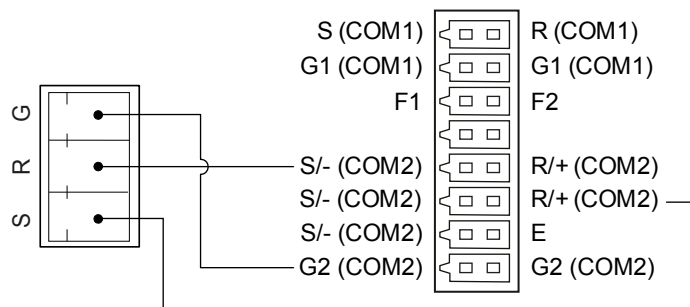 S (COM1) R (COM1)
G1 (COM1) G1 (COM1)
F1 F2
G
R
S
S/- (COM2) R/+ (COM2)
S/- (COM2) R/+ (COM2)
S/- (COM2) E
G2 (COM2) G2 (COM2)